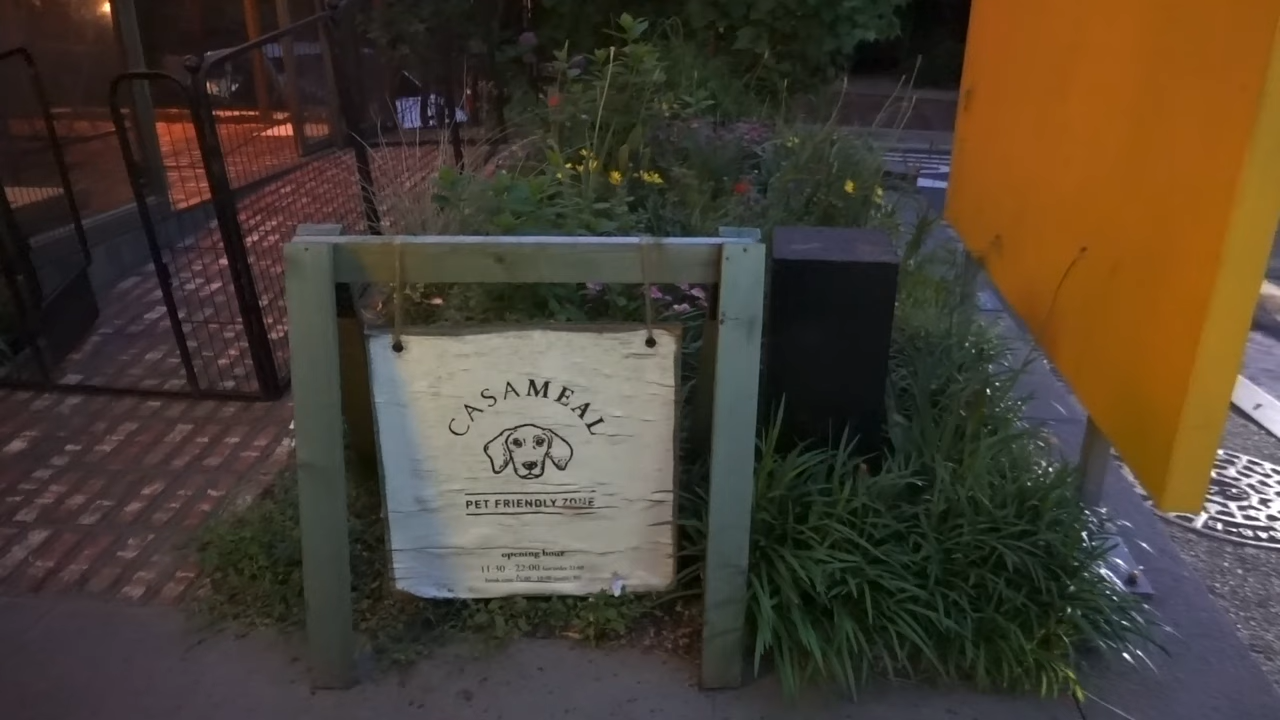 CASAMEAL
PET FRIENDLY ZONE
opening hour
11:30 - 22:00